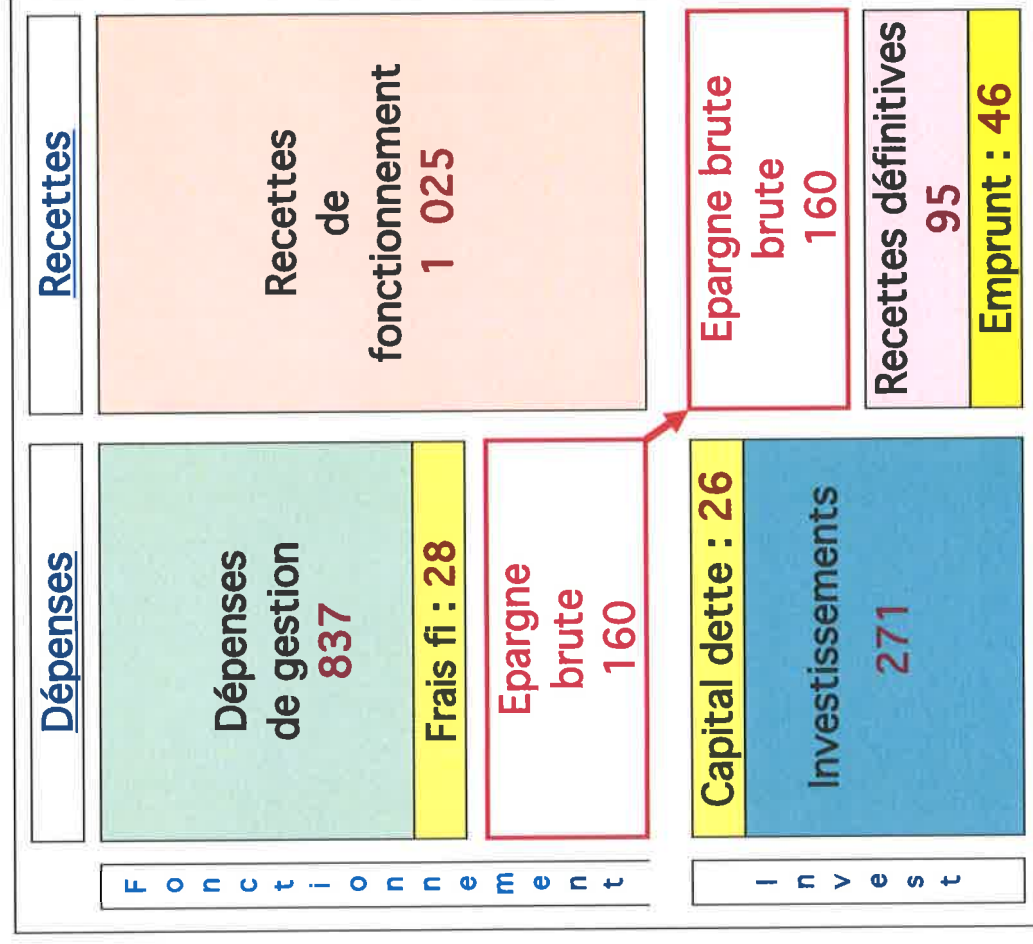 Dépenses
Recettes
Fonctionnement
Dépenses
de gestion
837
Frais fi : 28
Epargne
brute
160
Recettes
de
fonctionnement
1 025
Invest
Capital dette : 26
Investissements
271
Epargne brute
brute
160
Recettes définitives
95
Emprunt : 46